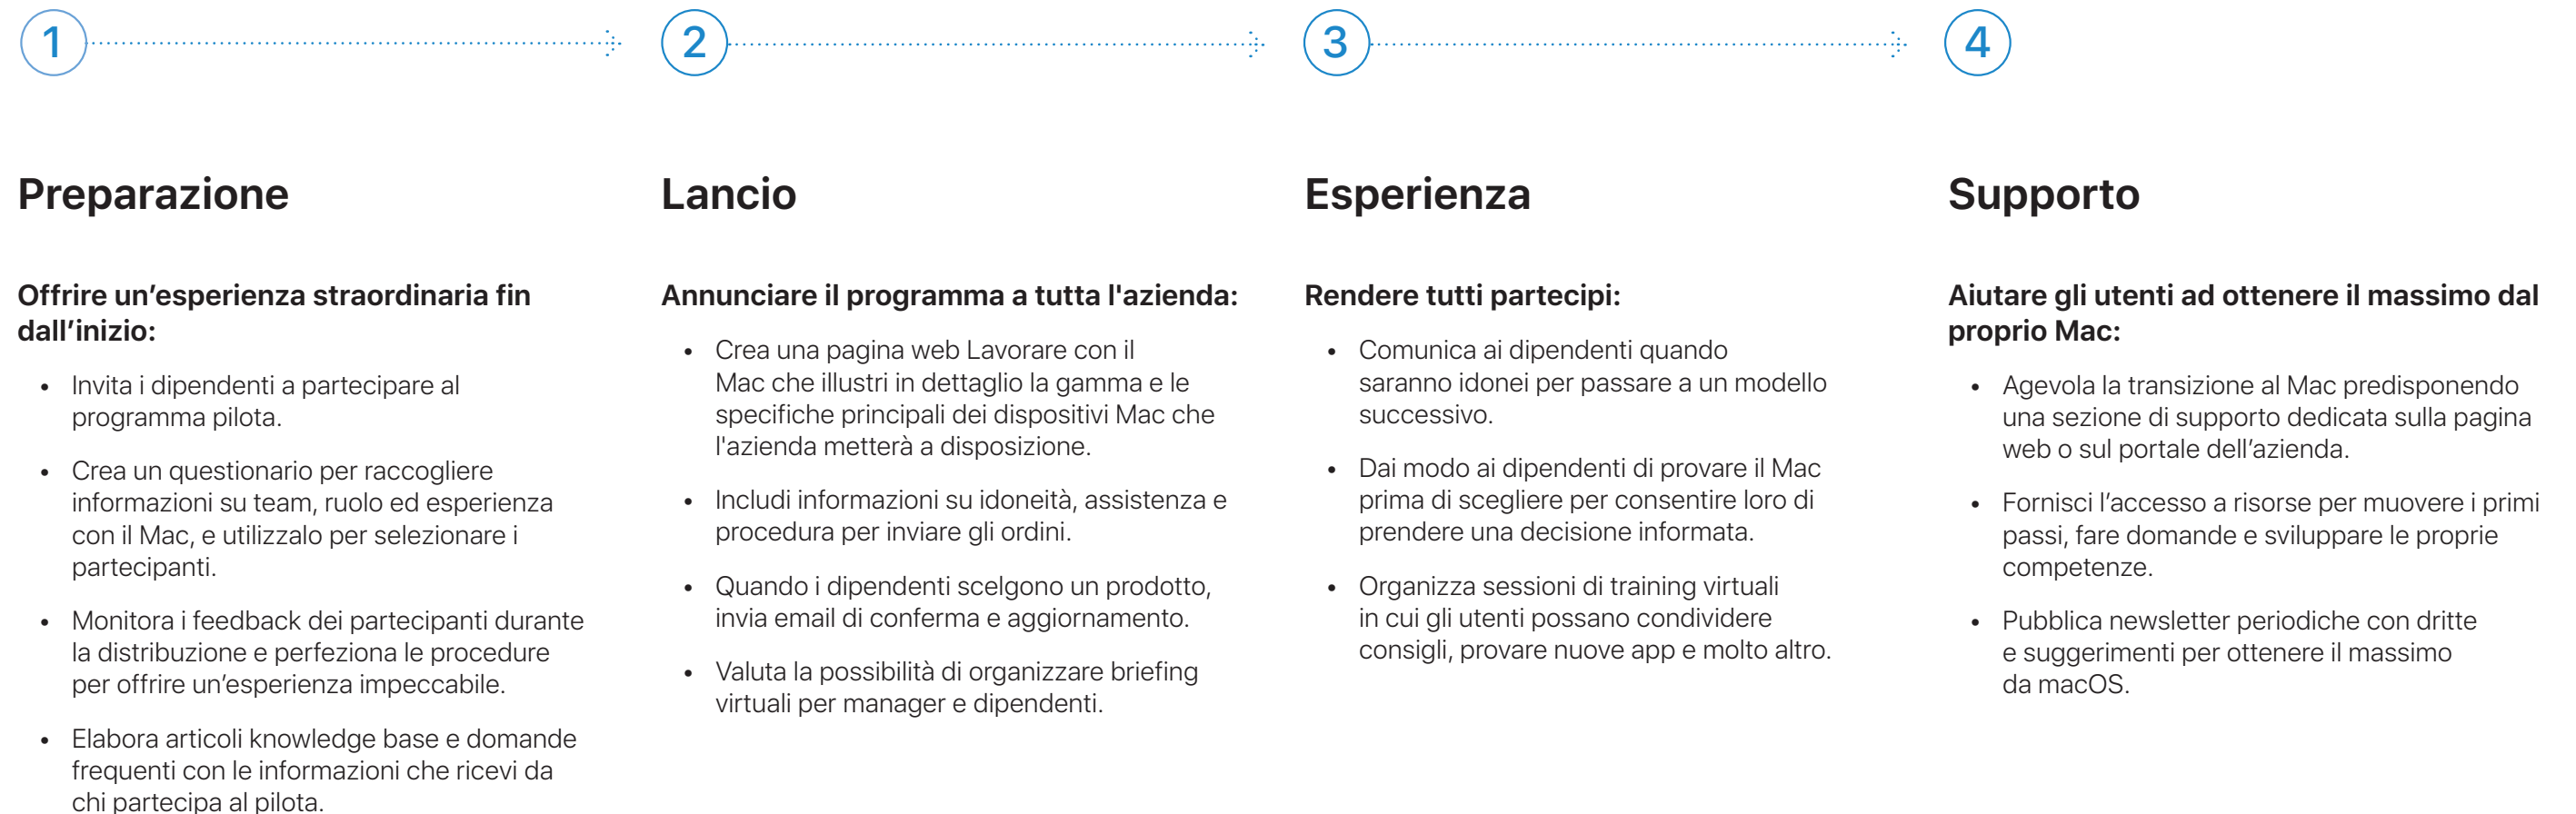 1
2
3
4
Preparazione
Offrire un’esperienza straordinaria fin
dall’inizio:
• Invita i dipendenti a partecipare al
programma pilota.
• Crea un questionario per raccogliere
informazioni su team, ruolo ed esperienza
con il Mac, e utilizzalo per selezionare i
partecipanti.
• Monitora i feedback dei partecipanti durante
la distribuzione e perfeziona le procedure
per offrire un’esperienza impeccabile.
• Elabora articoli knowledge base e domande
frequenti con le informazioni che ricevi da
chi partecipa al pilota.
Lancio
Annunciare il programma a tutta l'azienda:
• Crea una pagina web Lavorare con il
Mac che illustri in dettaglio la gamma e le
specifiche principali dei dispositivi Mac che
l'azienda metterà a disposizione.
• Includi informazioni su idoneità, assistenza e
procedura per inviare gli ordini.
• Quando i dipendenti scelgono un prodotto,
invia email di conferma e aggiornamento.
• Valuta la possibilità di organizzare briefing
virtuali per manager e dipendenti.
Esperienza
Rendere tutti partecipi:
• Comunica ai dipendenti quando
saranno idonei per passare a un modello
successivo.
• Dai modo ai dipendenti di provare il Mac
prima di scegliere per consentire loro di
prendere una decisione informata.
• Organizza sessioni di training virtuali
in cui gli utenti possano condividere
consigli, provare nuove app e molto altro.
Supporto
Aiutare gli utenti ad ottenere il massimo dal
proprio Mac:
• Agevola la transizione al Mac predisponendo
una sezione di supporto dedicata sulla pagina
web o sul portale dell’azienda.
• Fornisci l’accesso a risorse per muovere i primi
passi, fare domande e sviluppare le proprie
competenze.
• Pubblica newsletter periodiche con dritte
e suggerimenti per ottenere il massimo
da macOS.